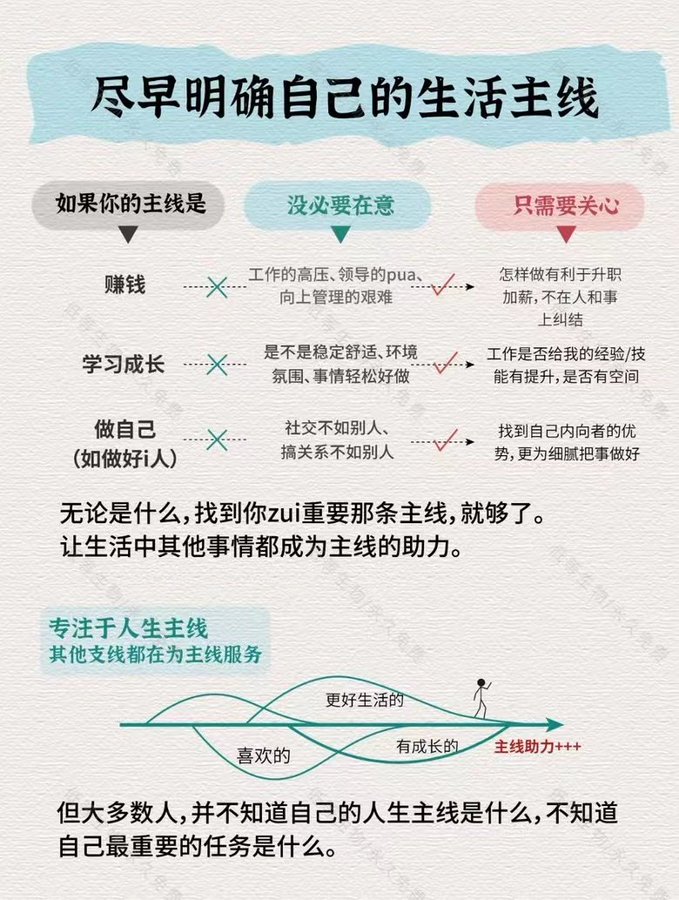 尽早明确自己的生活主线
如果你的主线是
没必要在意
只需要关心
赚钱
工作的高压、领导的pua、
向上管理的艰难
怎样做有利于升职
加薪，不在人和事
上纠结
学习成长
是不是稳定舒适、环境
氛围、事情轻松好做
工作是否给我的经验/技
能有提升，是否有空间
做自己
（如做好i人）
社交不如别人、
搞关系不如别人
找到自己内向者的优
势，更为细腻把事做好
无论是什么，找到你zui重要那条主线，就够了。
让生活中其他事情都成为主线的助力。
专注于人生主线
其他支线都在为主线服务
更好生活的
喜欢的
有成长的
主线助力+++
但大多数人，并不知道自己的人生主线是什么，不知道
自己最重要的任务是什么。